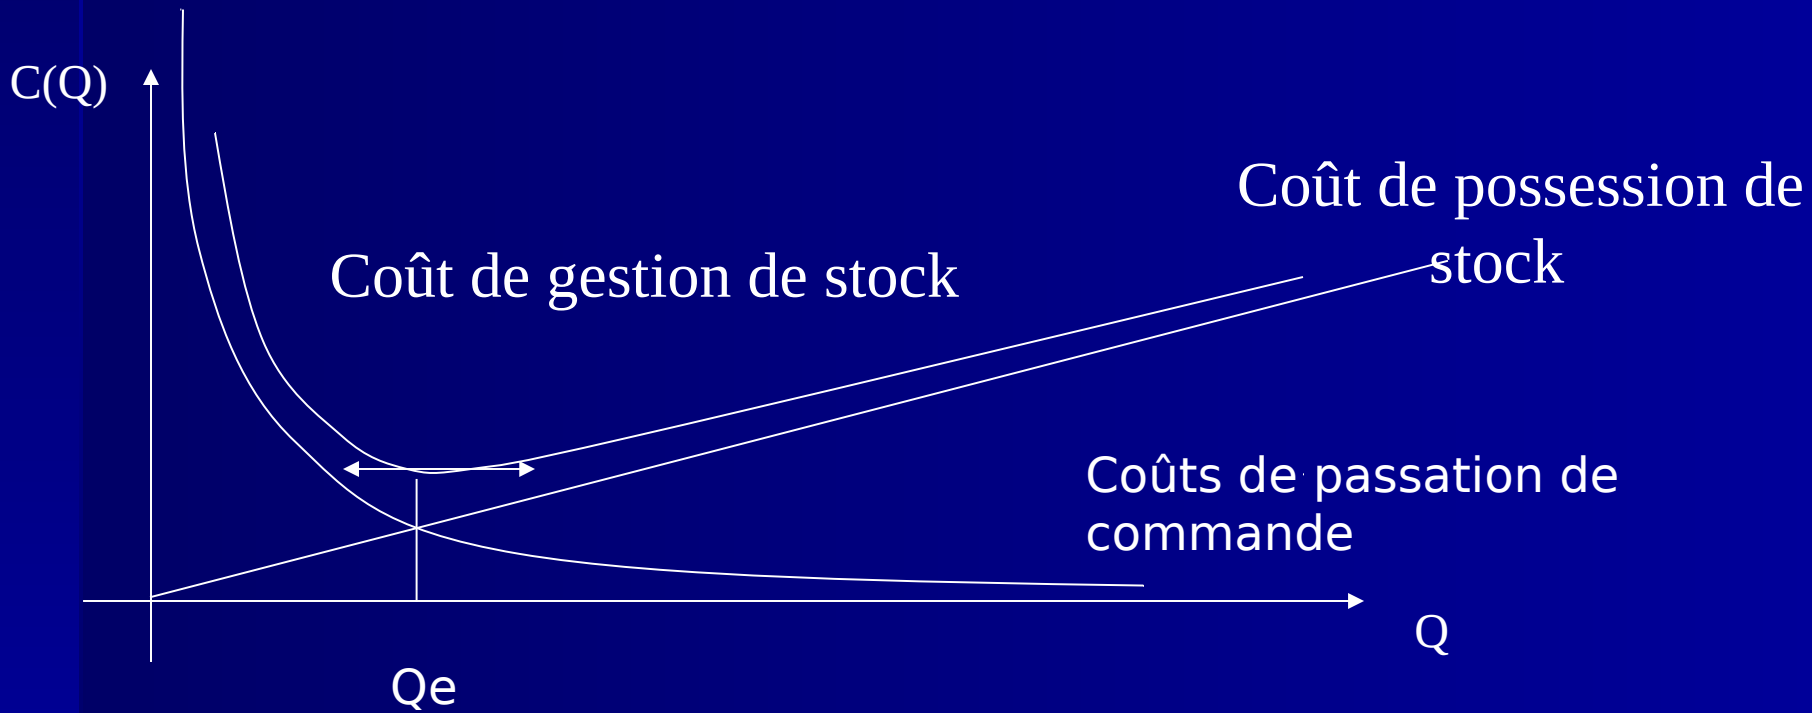 C(Q)
Coût de possession de
stock
Coût de gestion de stock
Coûts de passation de
commande
Q
Qe